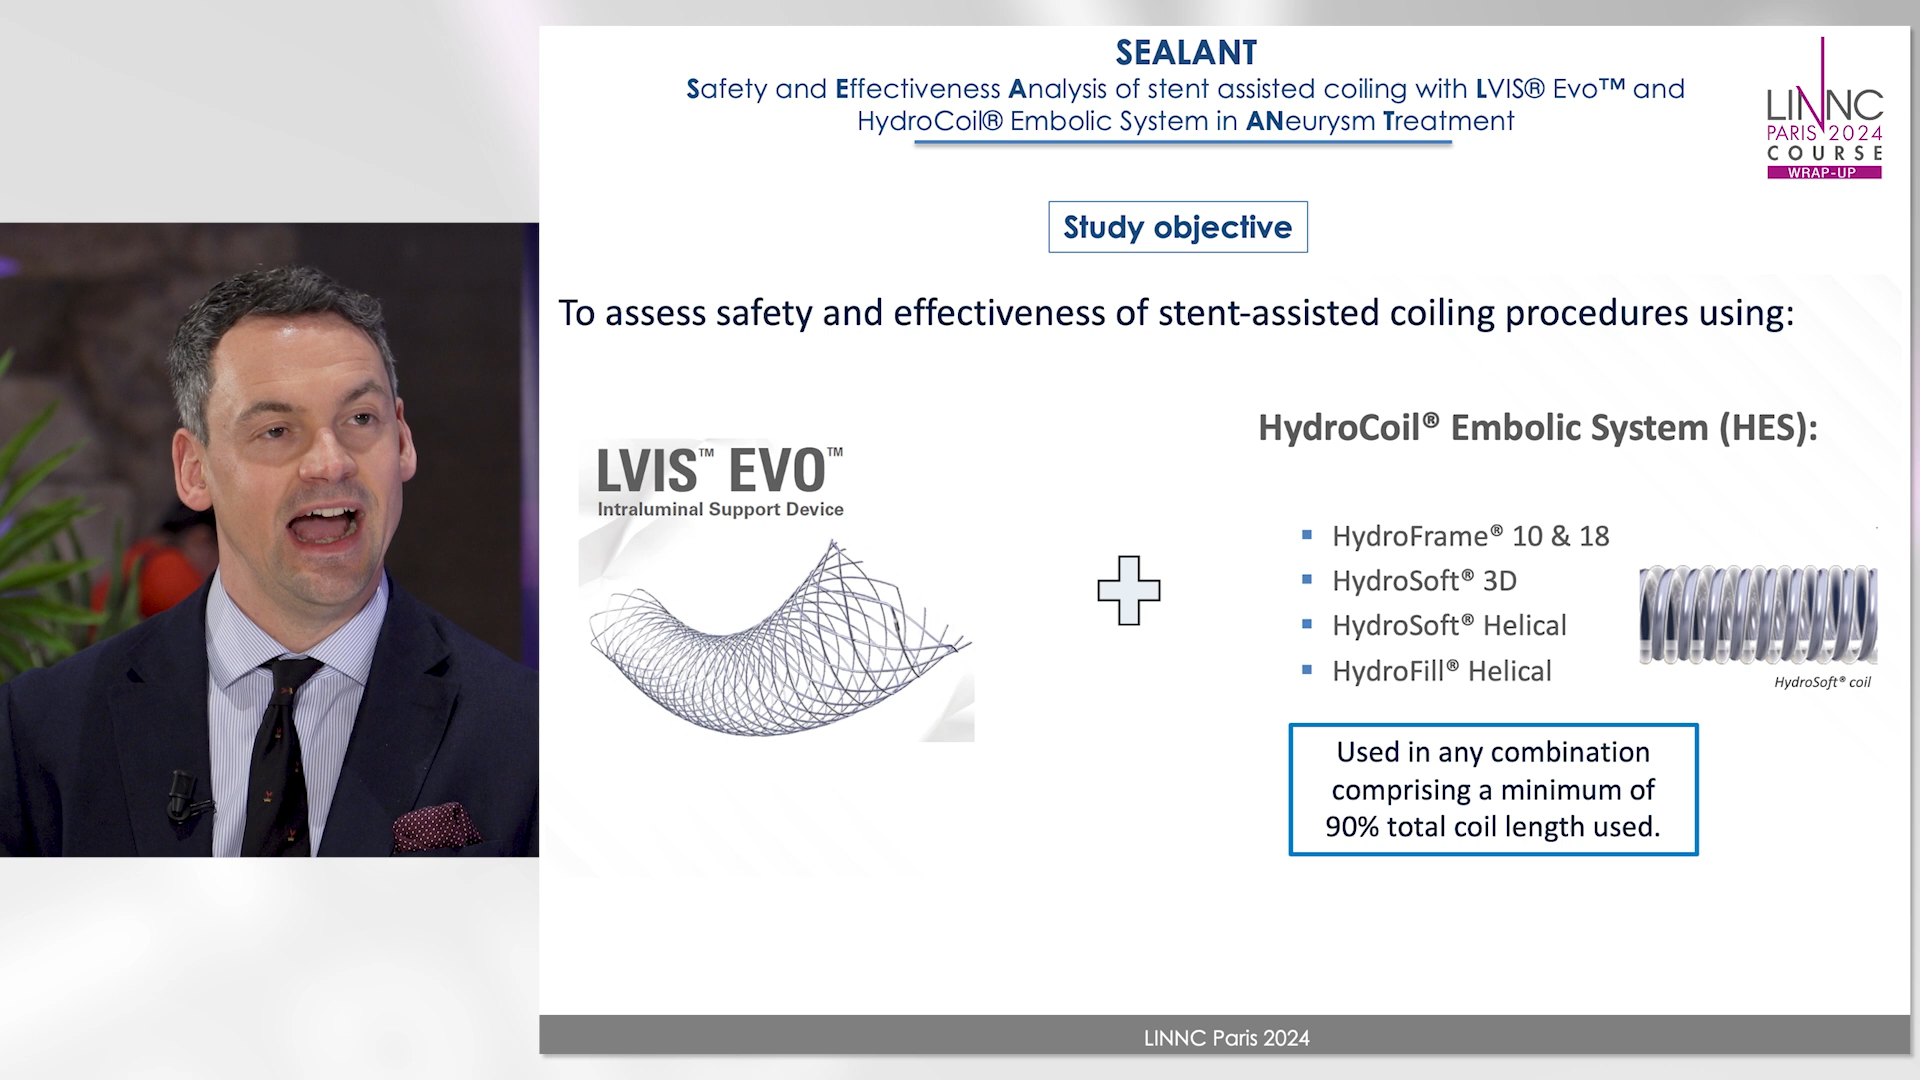 SEALANT
Safety and Effectiveness Analysis of stent assisted coiling with LVIS® Evo™ and
HydroCoil® Embolic System in ANeurysm Treatment
LINNC
PARIS 2024
COURSE
WRAP-UP
Study objective
To assess safety and effectiveness of stent-assisted coiling procedures using:
LVIS™ EVO™
Intraluminal Support Device
HydroCoil® Embolic System (HES):
▪ HydroFrame® 10 & 18
▪ HydroSoft® 3D
▪ HydroSoft® Helical
▪ HydroFill® Helical
HydroSoft® coil
Used in any combination
comprising a minimum of
90% total coil length used.
LINNC Paris 2024